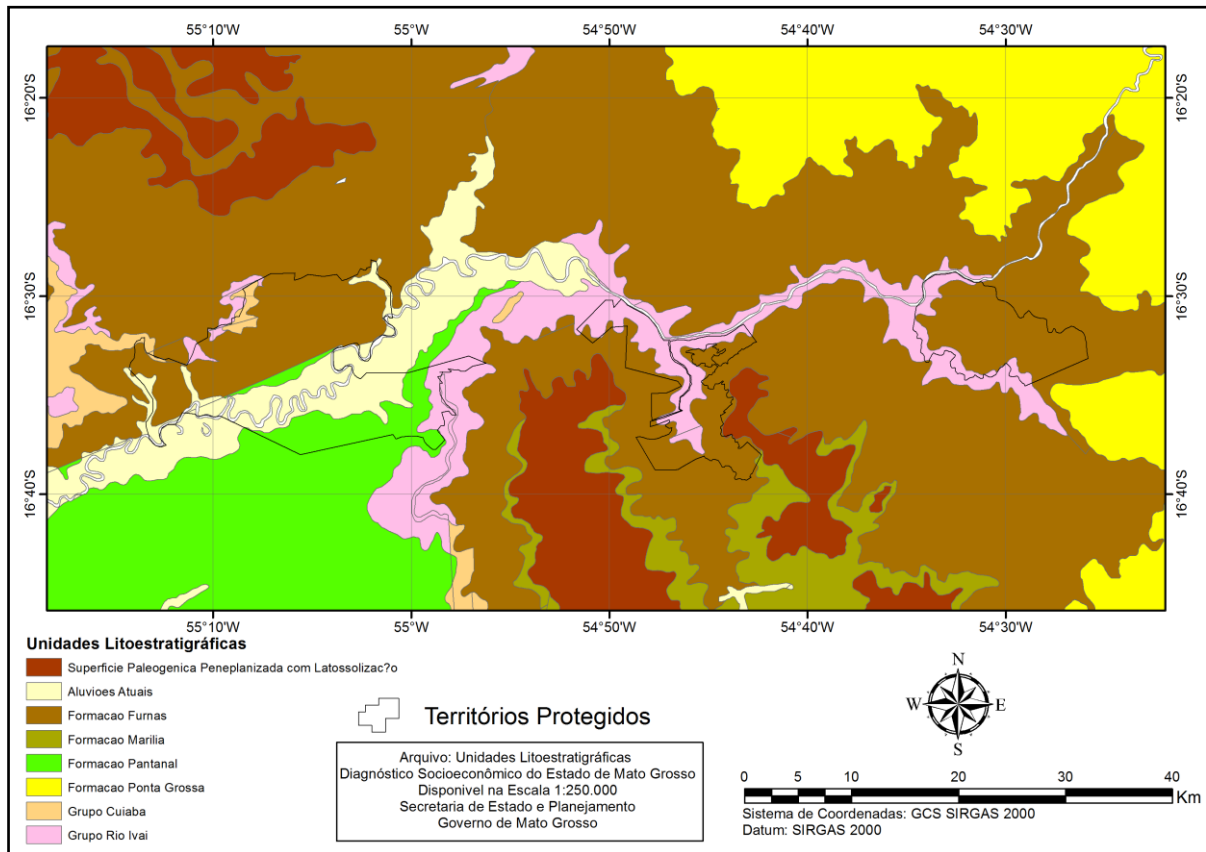 55°10'W 55°W 54°50'W 54°40'W 54°30'W
16°20'S 16°20'S
16°30'S 16°30'S
16°40'S 16°40'S
55°10'W 55°W 54°50'W 54°40'W 54°30'W
Unidades Litoestratigráficas
Superficie Paleogenica Peneplanizada com Latossolizac?o
Aluvioes Atuais
Formacao Furnas
Formacao Marilia
Formacao Pantanal
Formacao Ponta Grossa
Grupo Cuiaba
Grupo Rio Ivai
Territórios Protegidos
Arquivo: Unidades Litoestratigráficas
Diagnóstico Socioeconômico do Estado de Mato Grosso
Disponivel na Escala 1:250.000
Secretaria de Estado e Planejamento
Governo de Mato Grosso
N
W E
S
0 5 10 20 30 40
Km
Sistema de Coordenadas: GCS SIRGAS 2000
Datum: SIRGAS 2000